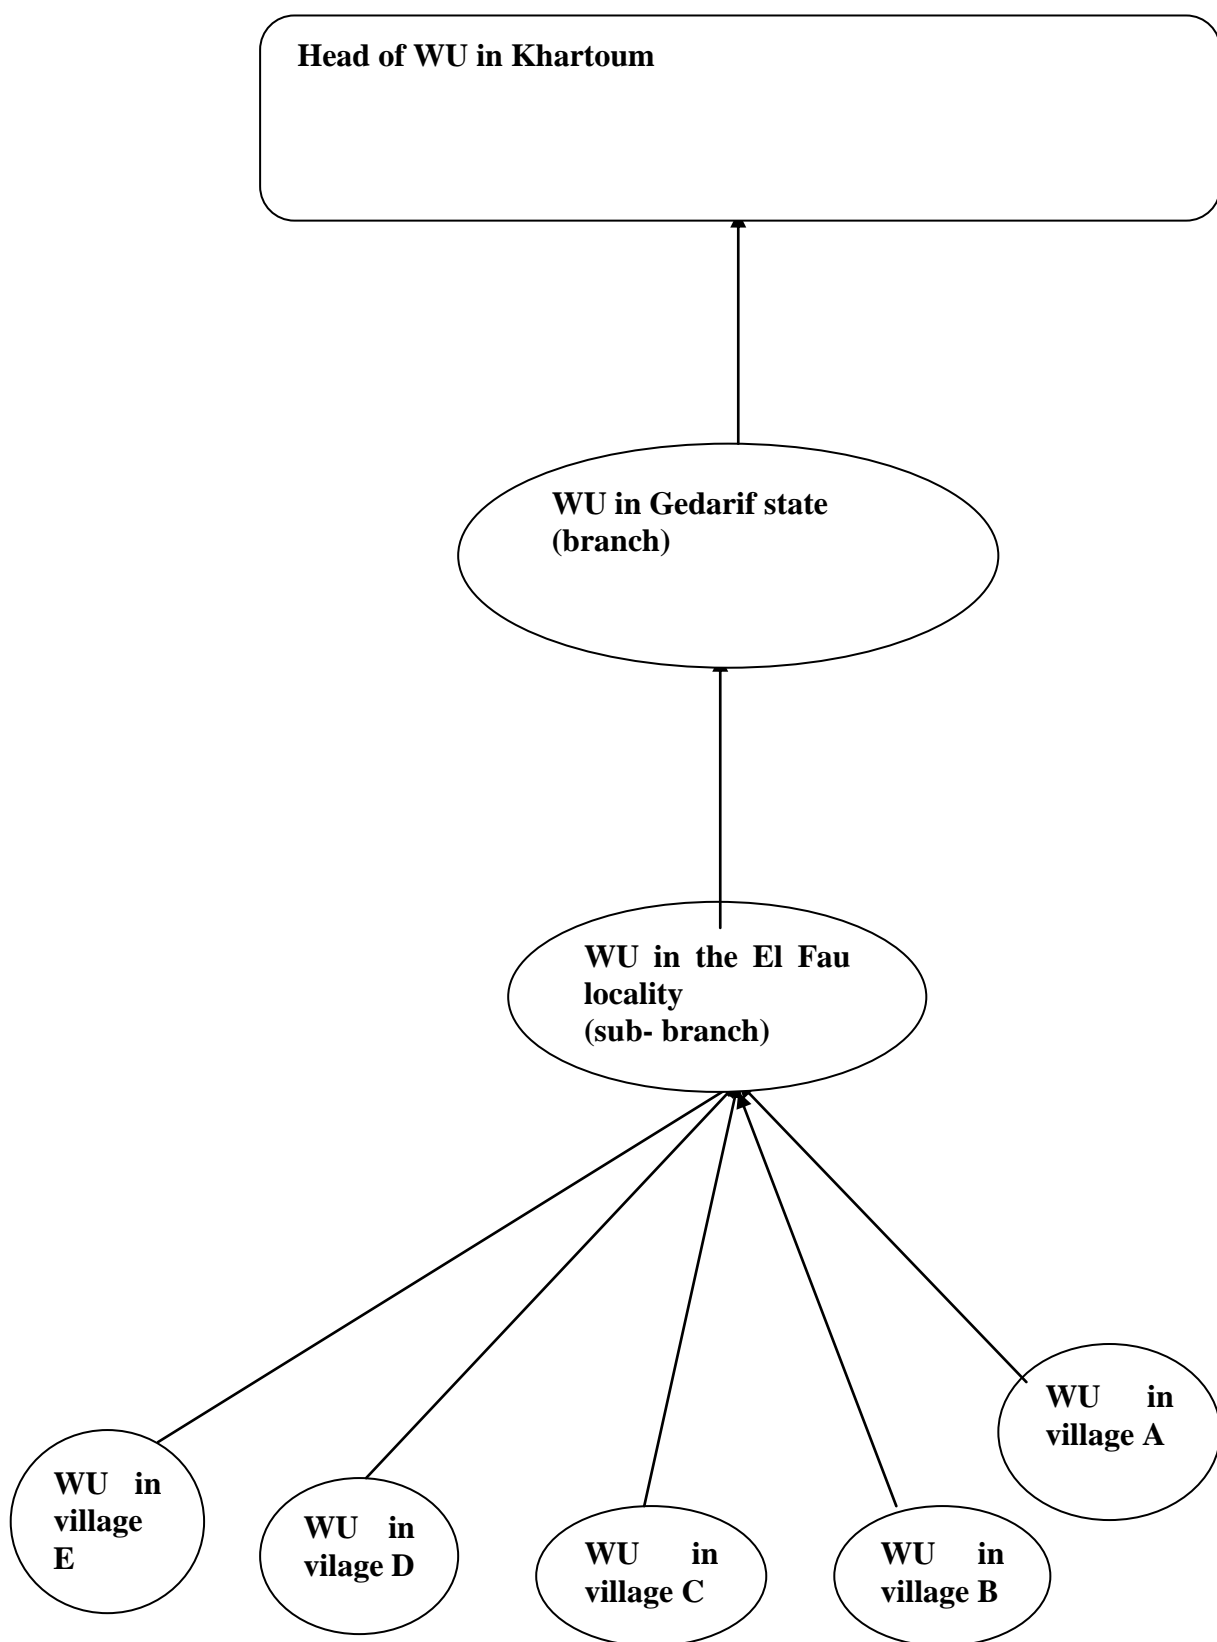 Head of WU in Khartoum
WU in Gedarif state
(branch)
WU in the El Fau
locality
(sub- branch)
WU in
village A
WU in
village
E
WU in
vilage D
WU in
village C
WU in
village B